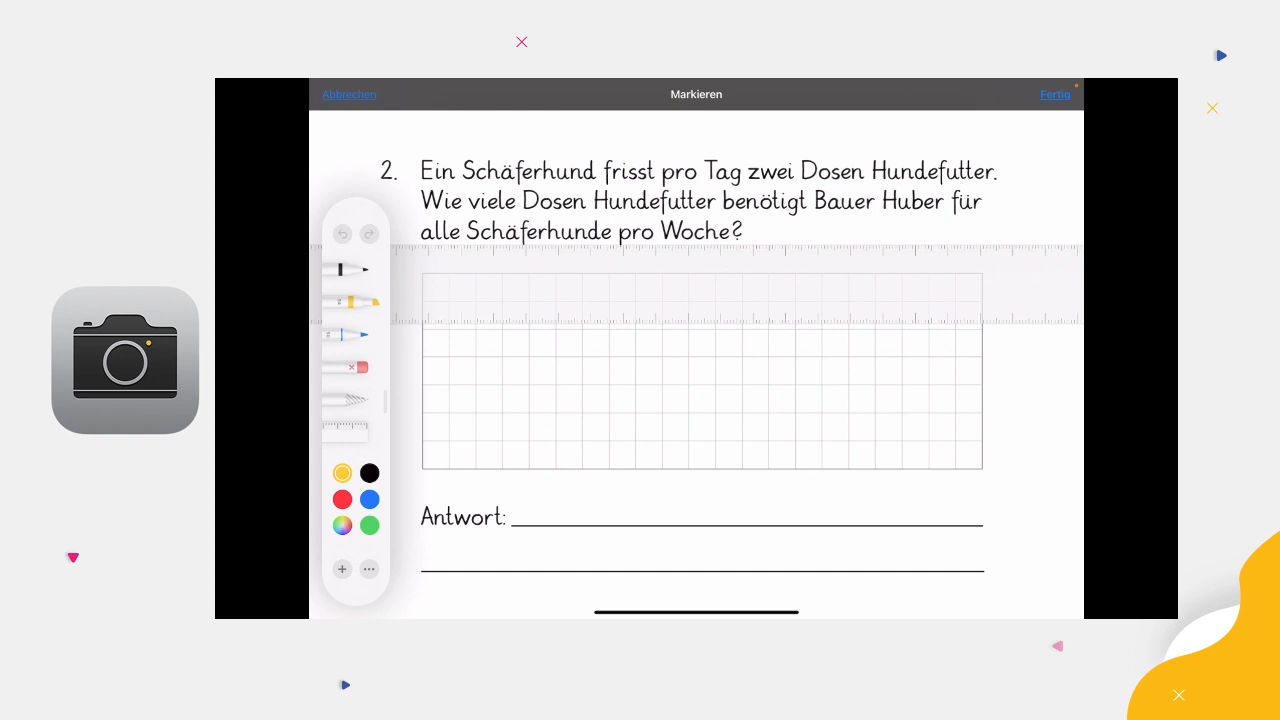 Abbrechen
Markieren
Fertig
2. Ein Schäferhund frisst pro Tag zwei Dosen Hundefutter.
Wie viele Dosen Hundefutter benötigt Bauer Huber für
alle Schäferhunde pro Woche?
Antwort: